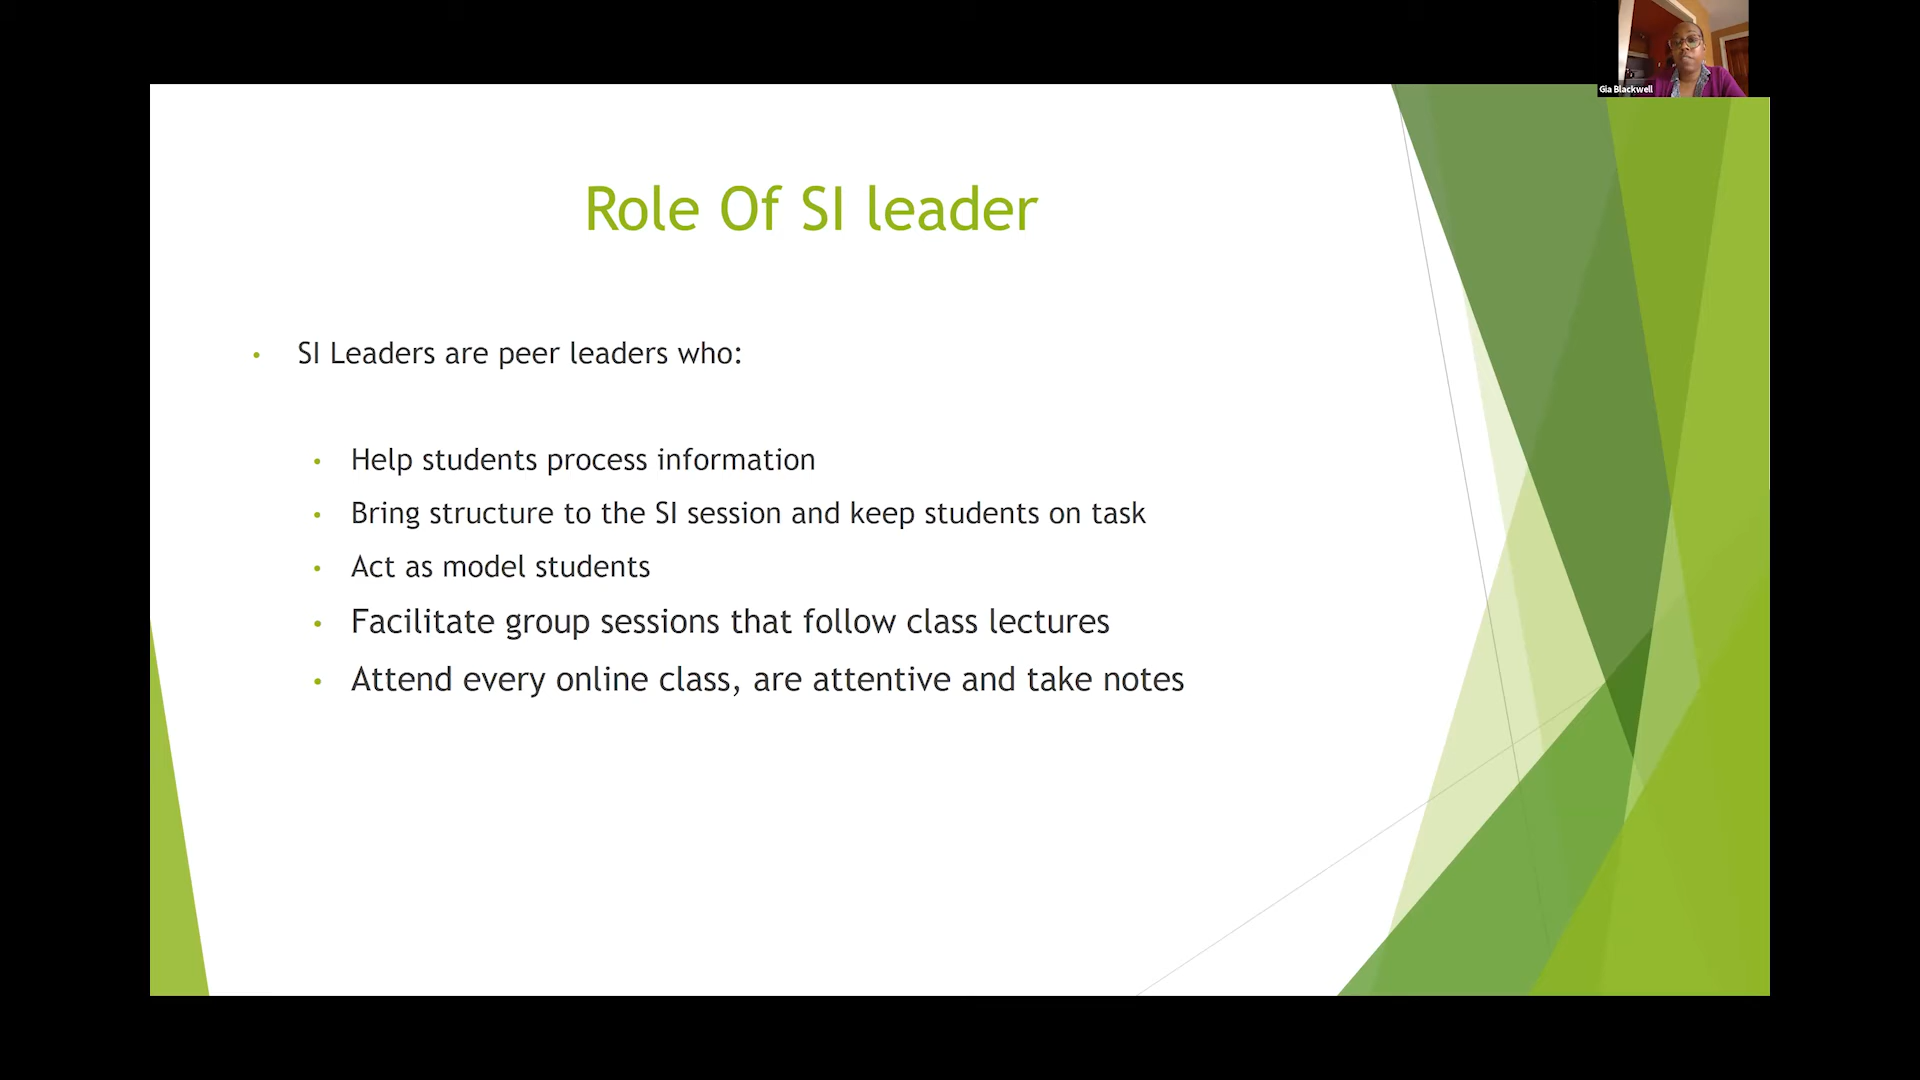 Gia Blackwell
Role Of SI leader
• SI Leaders are peer leaders who:
• Help students process information
• Bring structure to the SI session and keep students on task
• Act as model students
• Facilitate group sessions that follow class lectures
• Attend every online class, are attentive and take notes